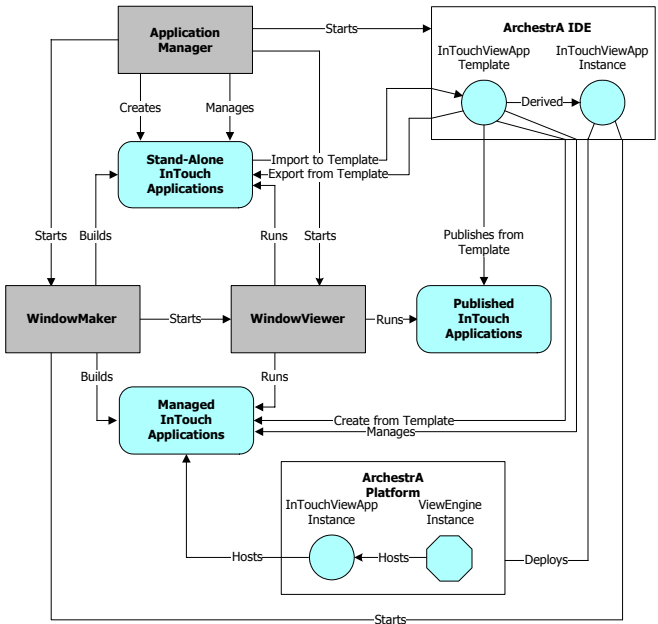 Application
Manager
Starts
ArchestrA IDE
InTouchViewApp
Template
InTouchViewApp
Instance
Derived
Creates
Manages
Stand-Alone
InTouch
Applications
Import to Template
Export from Template
Starts
Builds
Runs
Starts
Publishes from
Template
WindowMaker
Starts
WindowViewer
Runs
Published
InTouch
Applications
Builds
Runs
Managed
InTouch
Applications
Create from Template
Manages
ArchestrA
Platform
InTouchViewApp
Instance
ViewEngine
Instance
Hosts
Hosts
Deploys
Starts